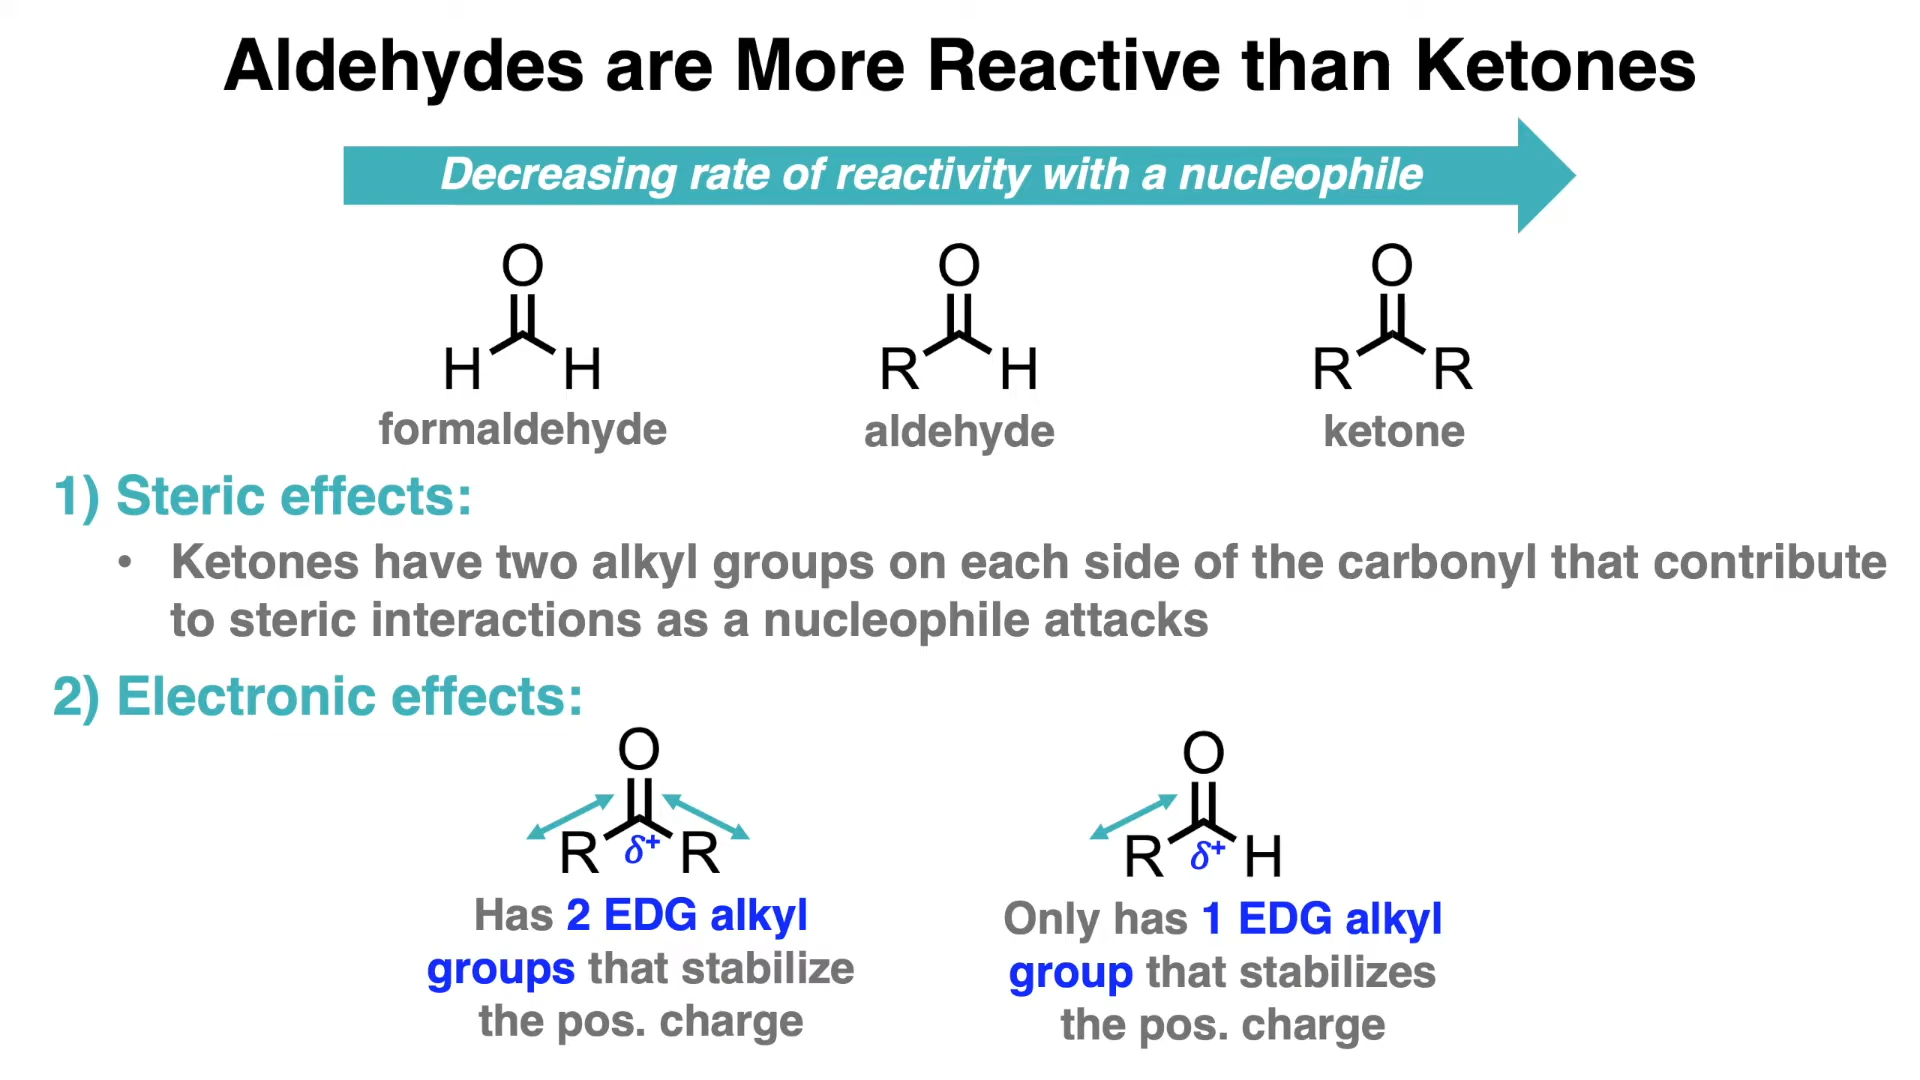 Aldehydes are More Reactive than Ketones
Decreasing rate of reactivity with a nucleophile
O O O
H H R H R R
formaldehyde aldehyde ketone
1) Steric effects:
• Ketones have two alkyl groups on each side of the carbonyl that contribute
to steric interactions as a nucleophile attacks
2) Electronic effects:
O
R δ+ R
Has 2 EDG alkyl
groups that stabilize
the pos. charge
O
R δ+ H
Only has 1 EDG alkyl
group that stabilizes
the pos. charge